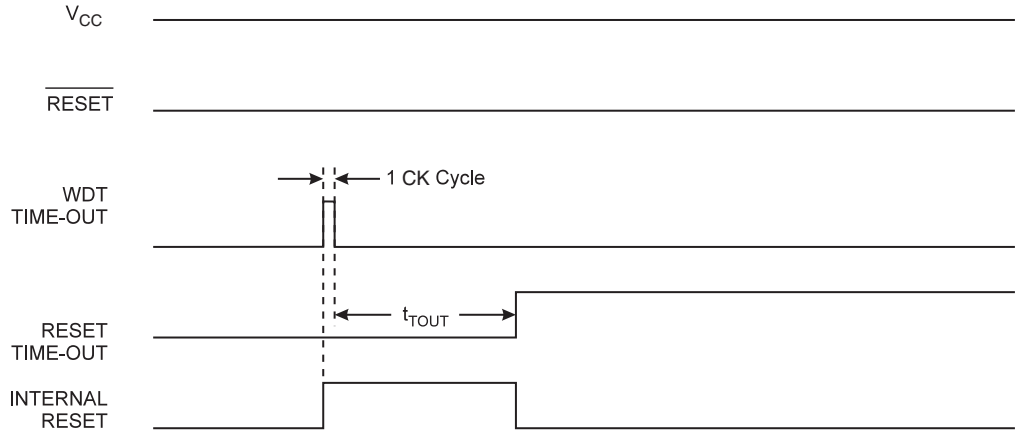 VCC
RESET
1 CK Cycle
WDT
TIME-OUT
tTOUT
RESET
TIME-OUT
INTERNAL
RESET